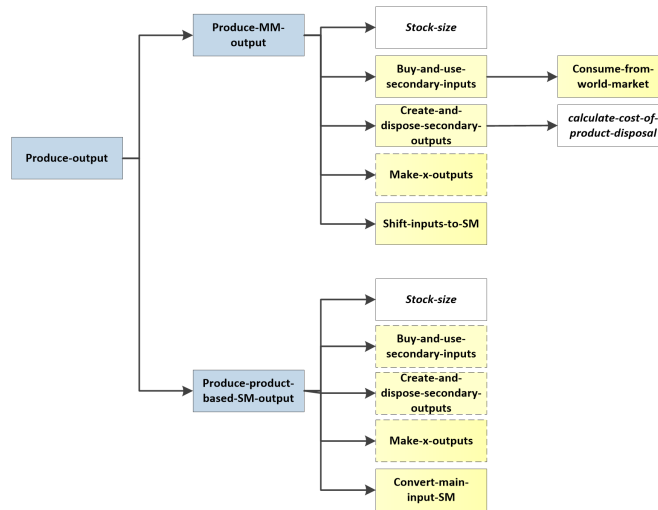 Produce-output
Produce-MM-
output
Stock-size
Buy-and-use-
secondary-inputs
Consume-from-
world-market
Create-and-
dispose-secondary-
outputs
calculate-cost-of-
product-disposal
Make-x-outputs
Shift-inputs-to-SM
Produce-product-
based-SM-output
Stock-size
Buy-and-use-
secondary-inputs
Create-and-
dispose-secondary-
outputs
Make-x-outputs
Convert-main-
input-SM